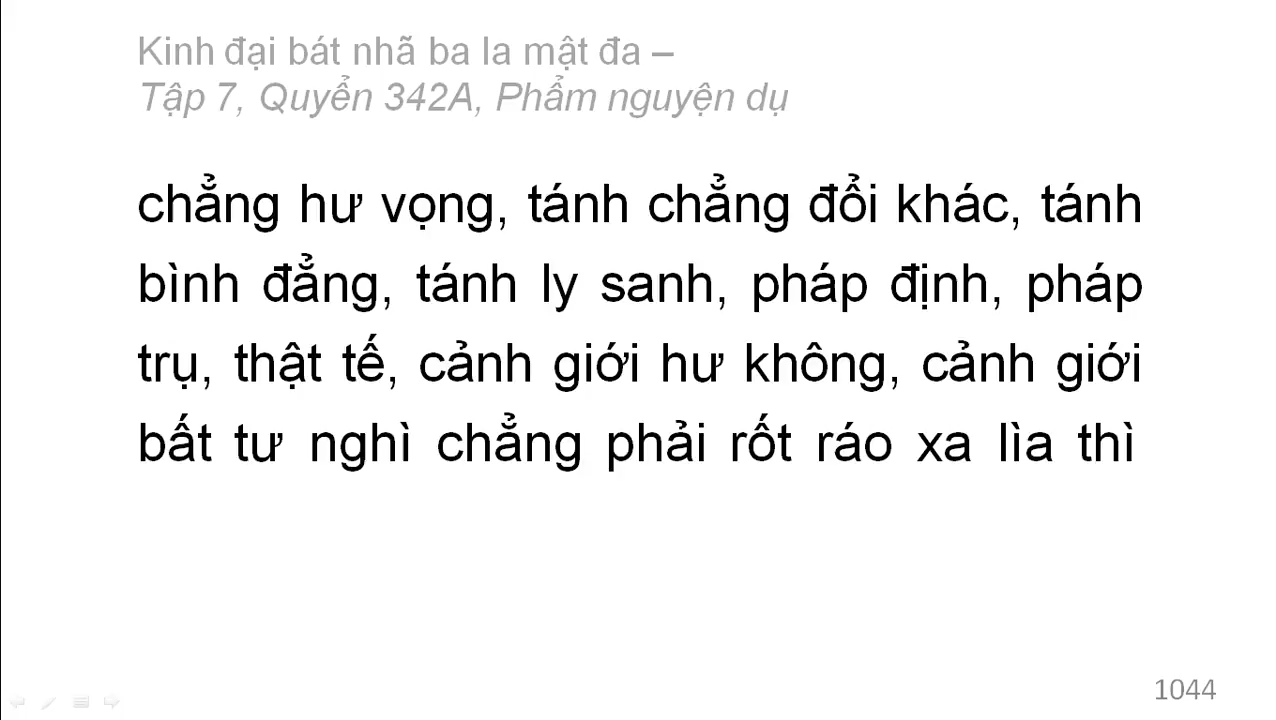 Kinh đại bát nhã ba la mật đa –
Tập 7, Quyển 342A, Phẩm nguyện dụ
chẳng hư vọng, tánh chẳng đổi khác, tánh
bình đẳng, tánh ly sanh, pháp định, pháp
trụ, thật tế, cảnh giới hư không, cảnh giới
bất tư nghì chẳng phải rốt ráo xa lìa thì
1044